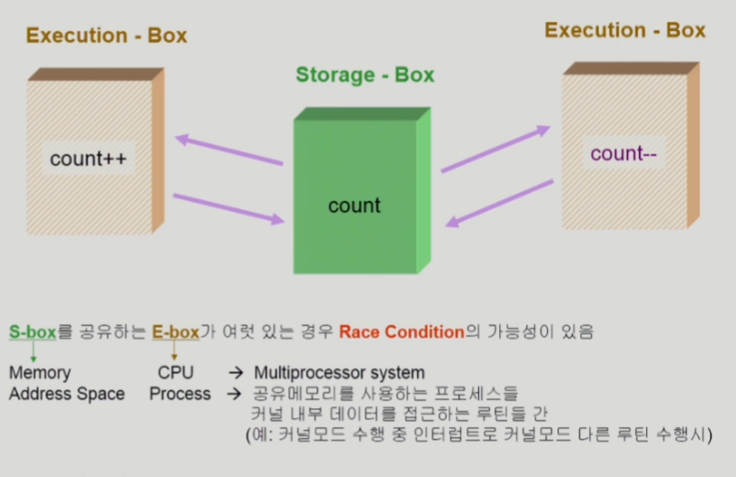 Execution - Box
Execution - Box
Storage - Box
count++
count
count--
S-box를 공유하는 E-box가 여럿 있는 경우 Race Condition의 가능성이 있음
Memory CPU → Multiprocessor system
Address Space Process → 공유메모리를 사용하는 프로세스들
커널 내부 데이터를 접근하는 루틴들 간
(예: 커널모드 수행 중 인터럽트로 커널모드 다른 루틴 수행시)